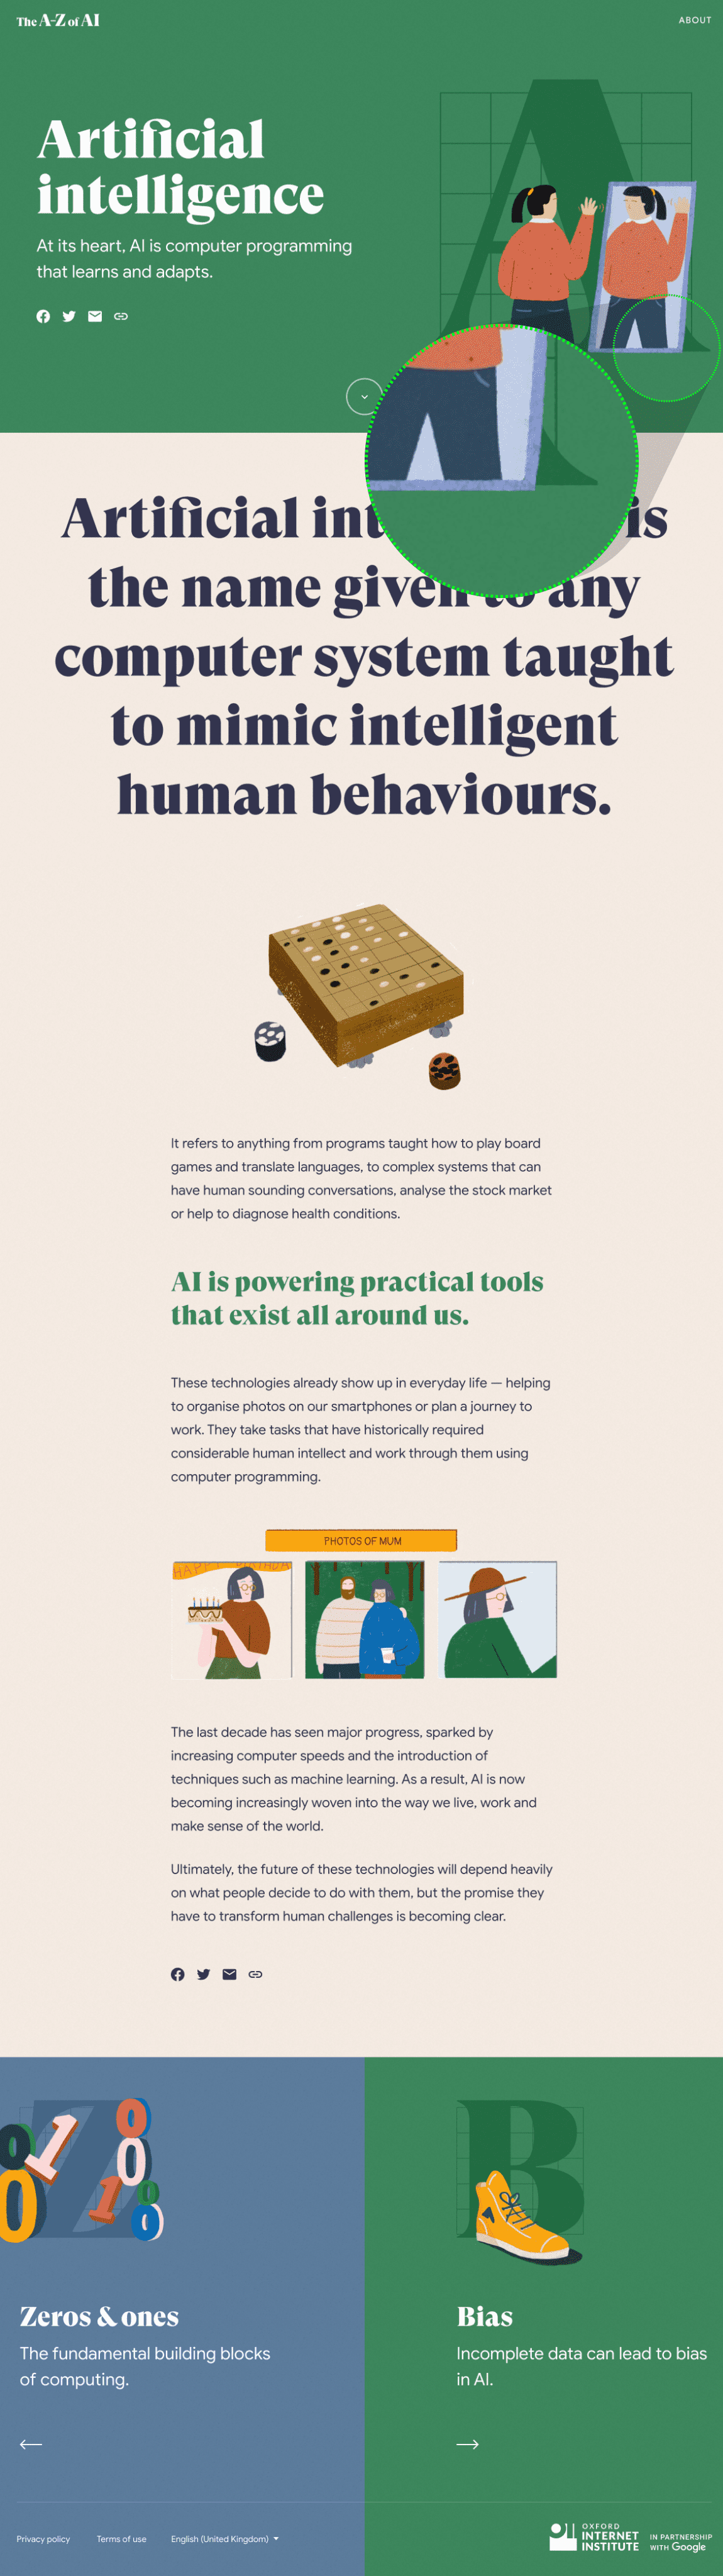 The A-Z of AI
ABOUT
A
Artificial
intelligence
At its heart, AI is computer programming
that learns and adapts.
Artificial is
the name given to any
computer system taught
to mimic intelligent
human behaviours.
It refers to anything from programs taught how to play board
games and translate languages, to complex systems that can
have human sounding conversations, analyse the stock market
or help to diagnose health conditions.
AI is powering practical tools
that exist all around us.
These technologies already show up in everyday life — helping
to organise photos on our smartphones or plan a journey to
work. They take tasks that have historically required
considerable human intellect and work through them using
computer programming.
PHOTOS OF MUM
HAPPY BIRTHDA
The last decade has seen major progress, sparked by
increasing computer speeds and the introduction of
techniques such as machine learning. As a result, AI is now
becoming increasingly woven into the way we live, work and
make sense of the world.
Ultimately, the future of these technologies will depend heavily
on what people decide to do with them, but the promise they
have to transform human challenges is becoming clear.
Z
0 1 0 0 0 1 0 0
Zeros & ones
The fundamental building blocks
of computing.
B
Bias
Incomplete data can lead to bias
in AI.
Privacy policy
Terms of use
English (United Kingdom)
OXFORD
INTERNET
INSTITUTE
IN PARTNERSHIP
WITH Google